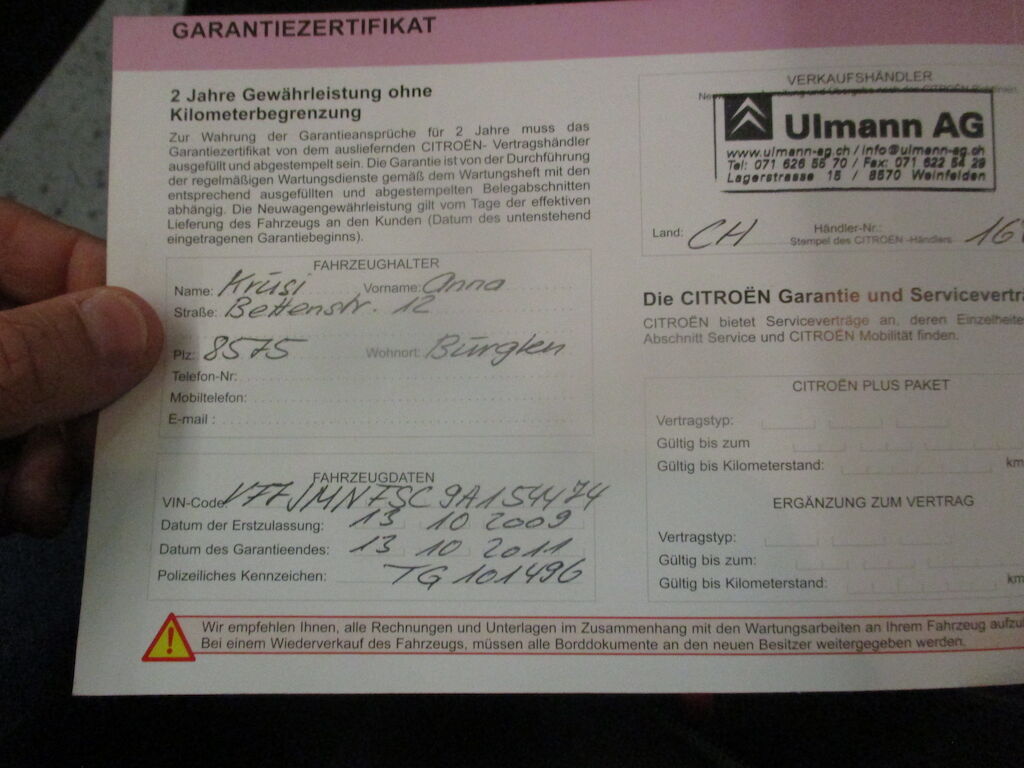 GARANTIEZERTIFIKAT
2 Jahre Gewährleistung ohne
Kilometerbegrenzung
Zur Wahrung der Garantieansprüche für 2 Jahre muss das
Garantiezertifikat von dem ausliefernden CITROËN- Vertragshändler
ausgefüllt und abgestempelt sein. Die Garantie ist von der Durchführung
der regelmäßigen Wartungsdienste gemäß dem Wartungsheft mit den
entsprechend ausgefüllten und abgestempelten Belegabschnitten
abhängig. Die Neuwagengewährleistung gilt vom Tage der effektiven
Lieferung des Fahrzeugs an den Kunden (Datum des untenstehend
eingetragenen Garantiebeginns).
FAHRZEUGHALTER
Name: Krüsi Vorname: Anna
Straße: Bettenstr. 12
Plz: 8575 Wohnort: Bürglen
Telefon-Nr:
Mobiltelefon:
E-mail :
FAHRZEUGDATEN
VIN-Code: VF7JMNFSC9A154474
Datum der Erstzulassung: 13 10 2009
Datum des Garantieendes: 13 10 2011
Polizeiliches Kennzeichen: TG 101496
VERKAUFSHÄNDLER
Ulmann AG
www.ulmann-ag.ch / info@ulmann-ag.ch
Tel: 071 626 55 70 / Fax: 071 622 54 29
Lagerstrasse 15 / 8570 Weinfelden
Land: CH Händler-Nr.: 16
Stempel des CITROËN -Händlers
Die CITROËN Garantie und Servicevertr
CITROËN bietet Serviceverträge an, deren Einzelheite
Abschnitt Service und CITROËN Mobilität finden.
CITROËN PLUS PAKET
Vertragstyp:
Gültig bis zum
Gültig bis Kilometerstand: km
ERGÄNZUNG ZUM VERTRAG
Vertragstyp:
Gültig bis zum:
Gültig bis Kilometerstand: km
Wir empfehlen Ihnen, alle Rechnungen und Unterlagen im Zusammenhang mit den Wartungsarbeiten an Ihrem Fahrzeug aufzu
Bei einem Wiederverkauf des Fahrzeugs, müssen alle Borddokumente an den neuen Besitzer weitergegeben werden.